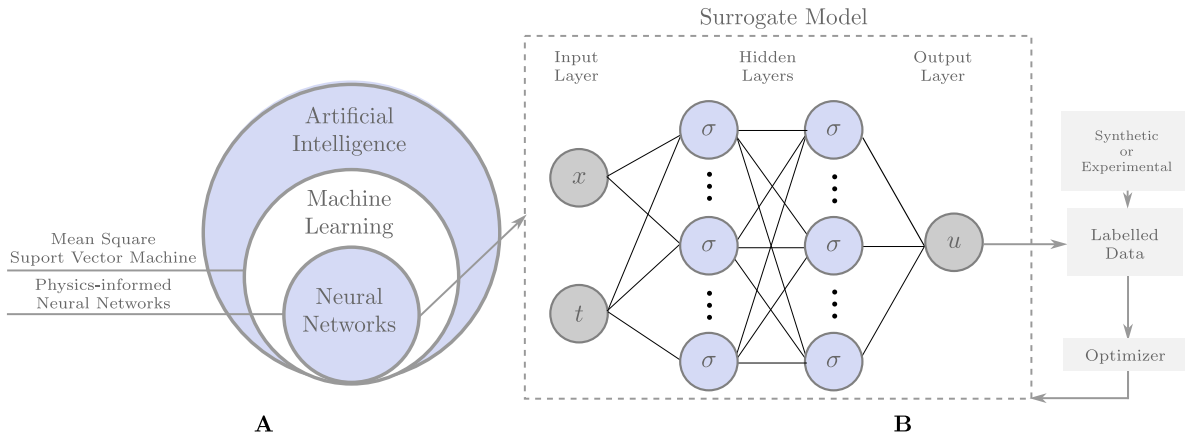 Artificial
Intelligence
Machine
Learning
Neural
Networks
Mean Square
Suport Vector Machine
Physics-informed
Neural Networks
A
Surrogate Model
Input
Layer
Hidden
Layers
Output
Layer
x
t
σ
σ
σ
σ
σ
σ
u
Synthetic
or
Experimental
Labelled
Data
Optimizer
B